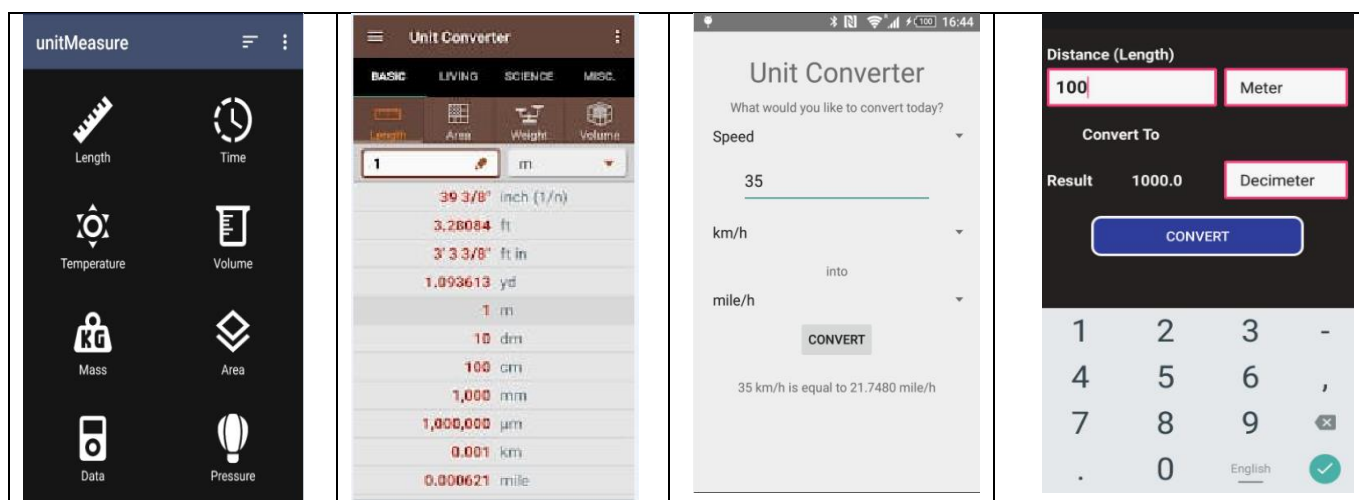 unitMeasure
Length
Time
Temperature
Volume
KG
Mass
Area
Data
Pressure
Unit Converter
BASIC LIVING SCIENCE MISC.
Length Area Weight Volume
1 m
39 3/8" inch (1/n)
3.28084 ft
3' 3 3/8" ft in
1.093613 yd
1 m
10 dm
100 cm
1,000 mm
1,000,000 µm
0.001 km
0.000621 mile
100 16:44
Unit Converter
What would you like to convert today?
Speed
35
km/h
into
mile/h
CONVERT
35 km/h is equal to 21.7480 mile/h
Distance (Length)
100 Meter
Convert To
Result 1000.0 Decimeter
CONVERT
1 2 3 -
4 5 6 ,
7 8 9
. 0 English